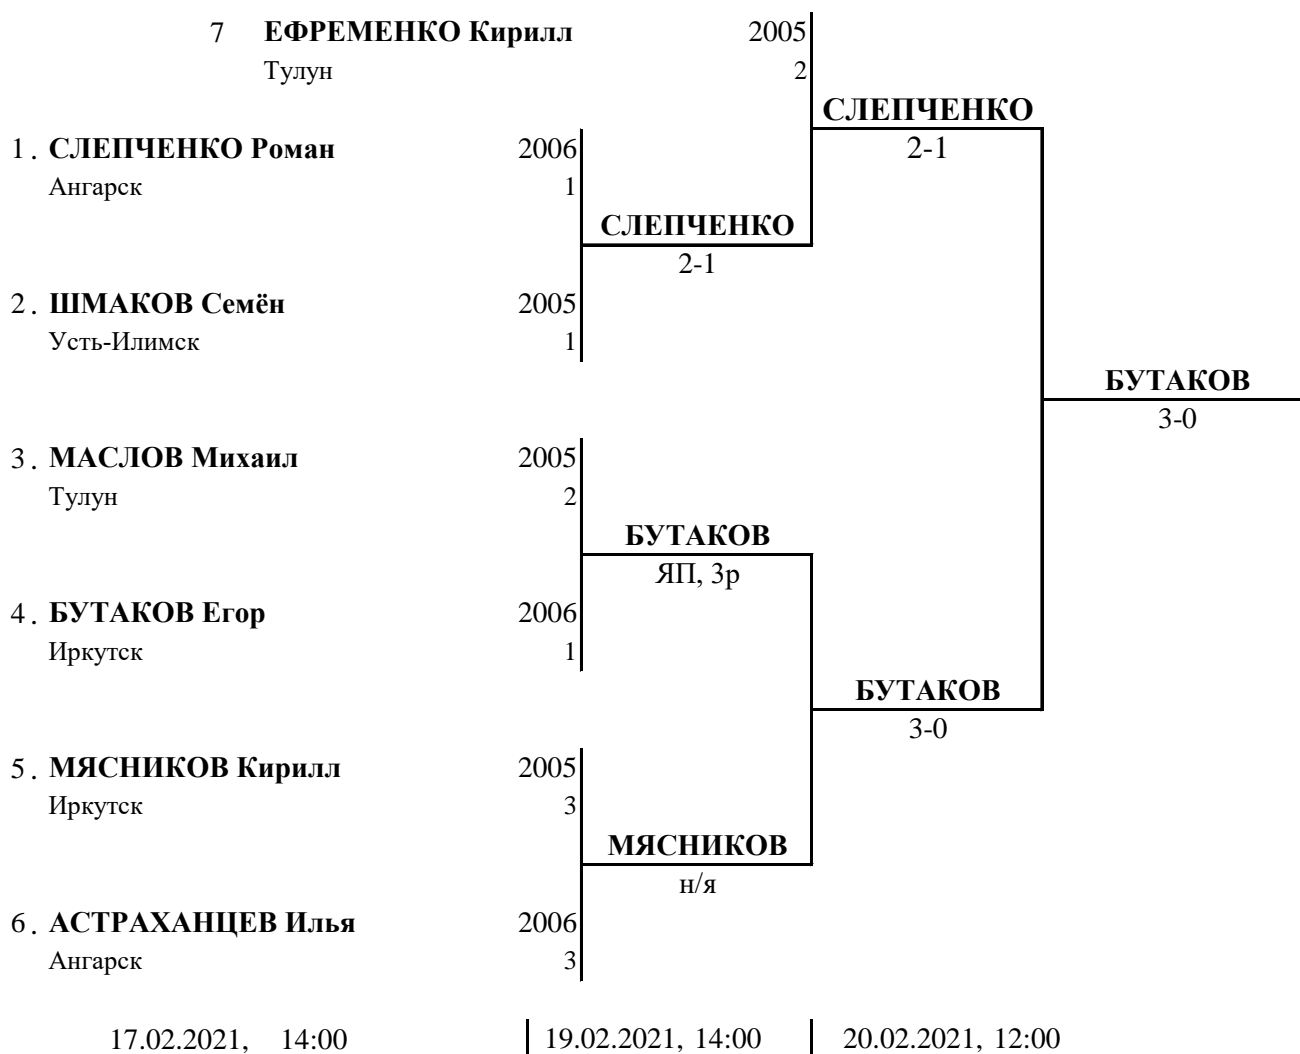 7 ЕФРЕМЕНКО Кирилл 2005
Тулун 2
СЛЕПЧЕНКО
1. СЛЕПЧЕНКО Роман 2006 2-1
Ангарск 1
СЛЕПЧЕНКО
2-1
2. ШМАКОВ Семён 2005
Усть-Илимск 1
БУТАКОВ
3-0
3. МАСЛОВ Михаил 2005
Тулун 2
БУТАКОВ
ЯП, 3р
4. БУТАКОВ Егор 2006
Иркутск 1
БУТАКОВ
3-0
5. МЯСНИКОВ Кирилл 2005
Иркутск 3
МЯСНИКОВ
н/я
6. АСТРАХАНЦЕВ Илья 2006
Ангарск 3
17.02.2021, 14:00 19.02.2021, 14:00 20.02.2021, 12:00